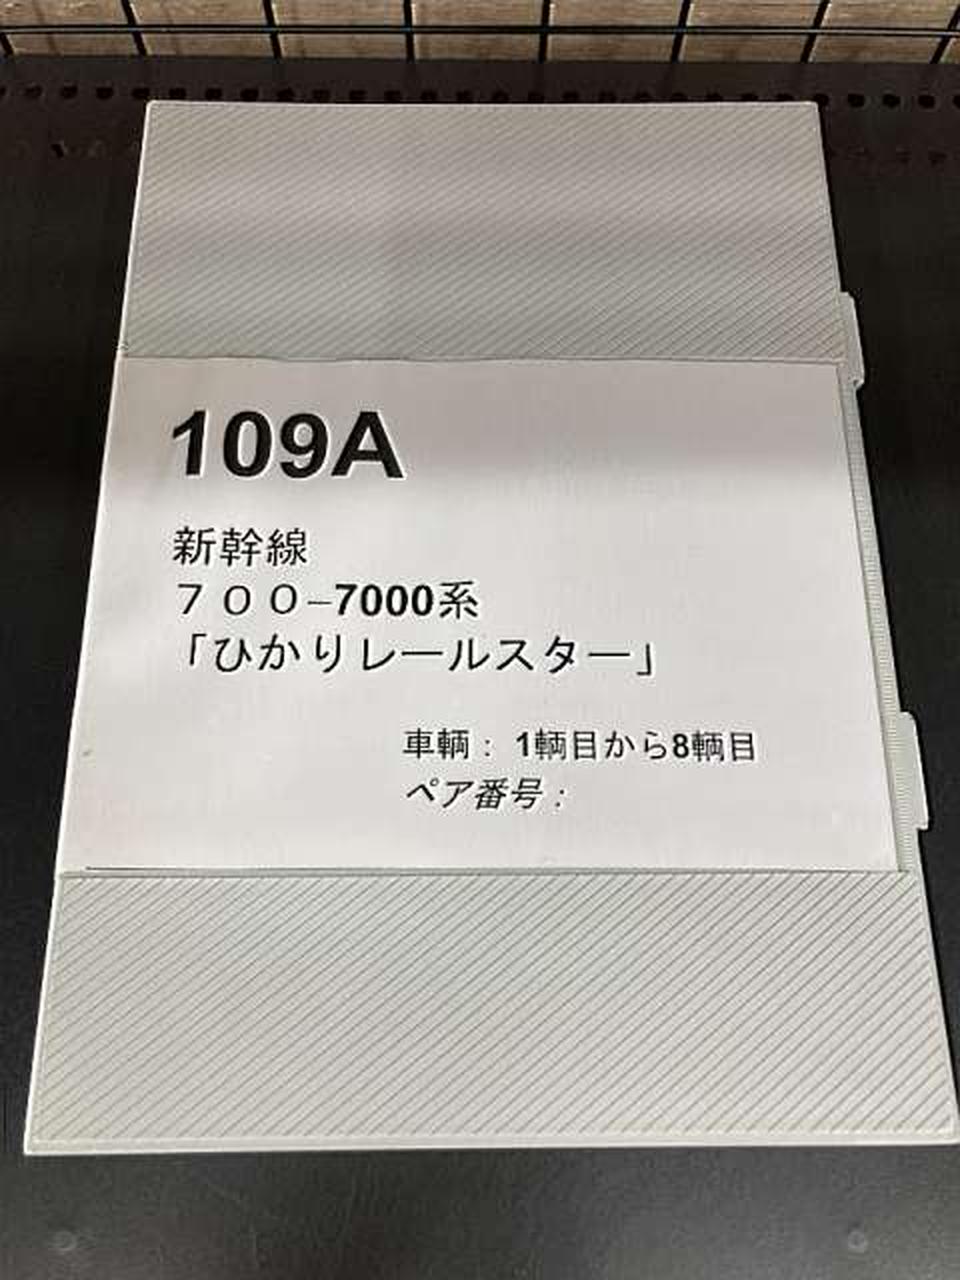 109A
新幹線
７００–7000系
「ひかりレールスター」
車輌： 1輌目から8輌目
ペア番号：